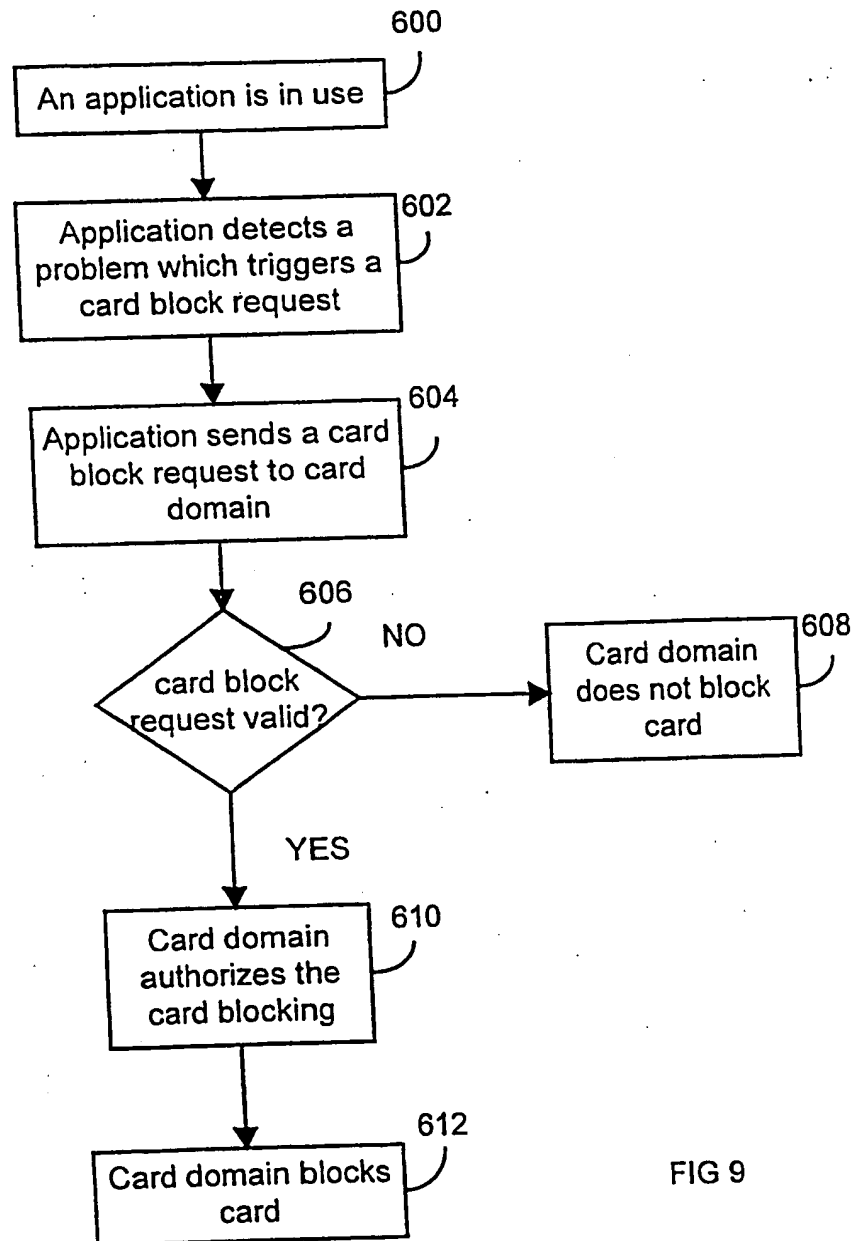 600
An application is in use
602
Application detects a
problem which triggers a
card block request
604
Application sends a card
block request to card
domain
606
card block
request valid?
NO
608
Card domain
does not block
card
YES
610
Card domain
authorizes the
card blocking
612
Card domain blocks
card
FIG 9